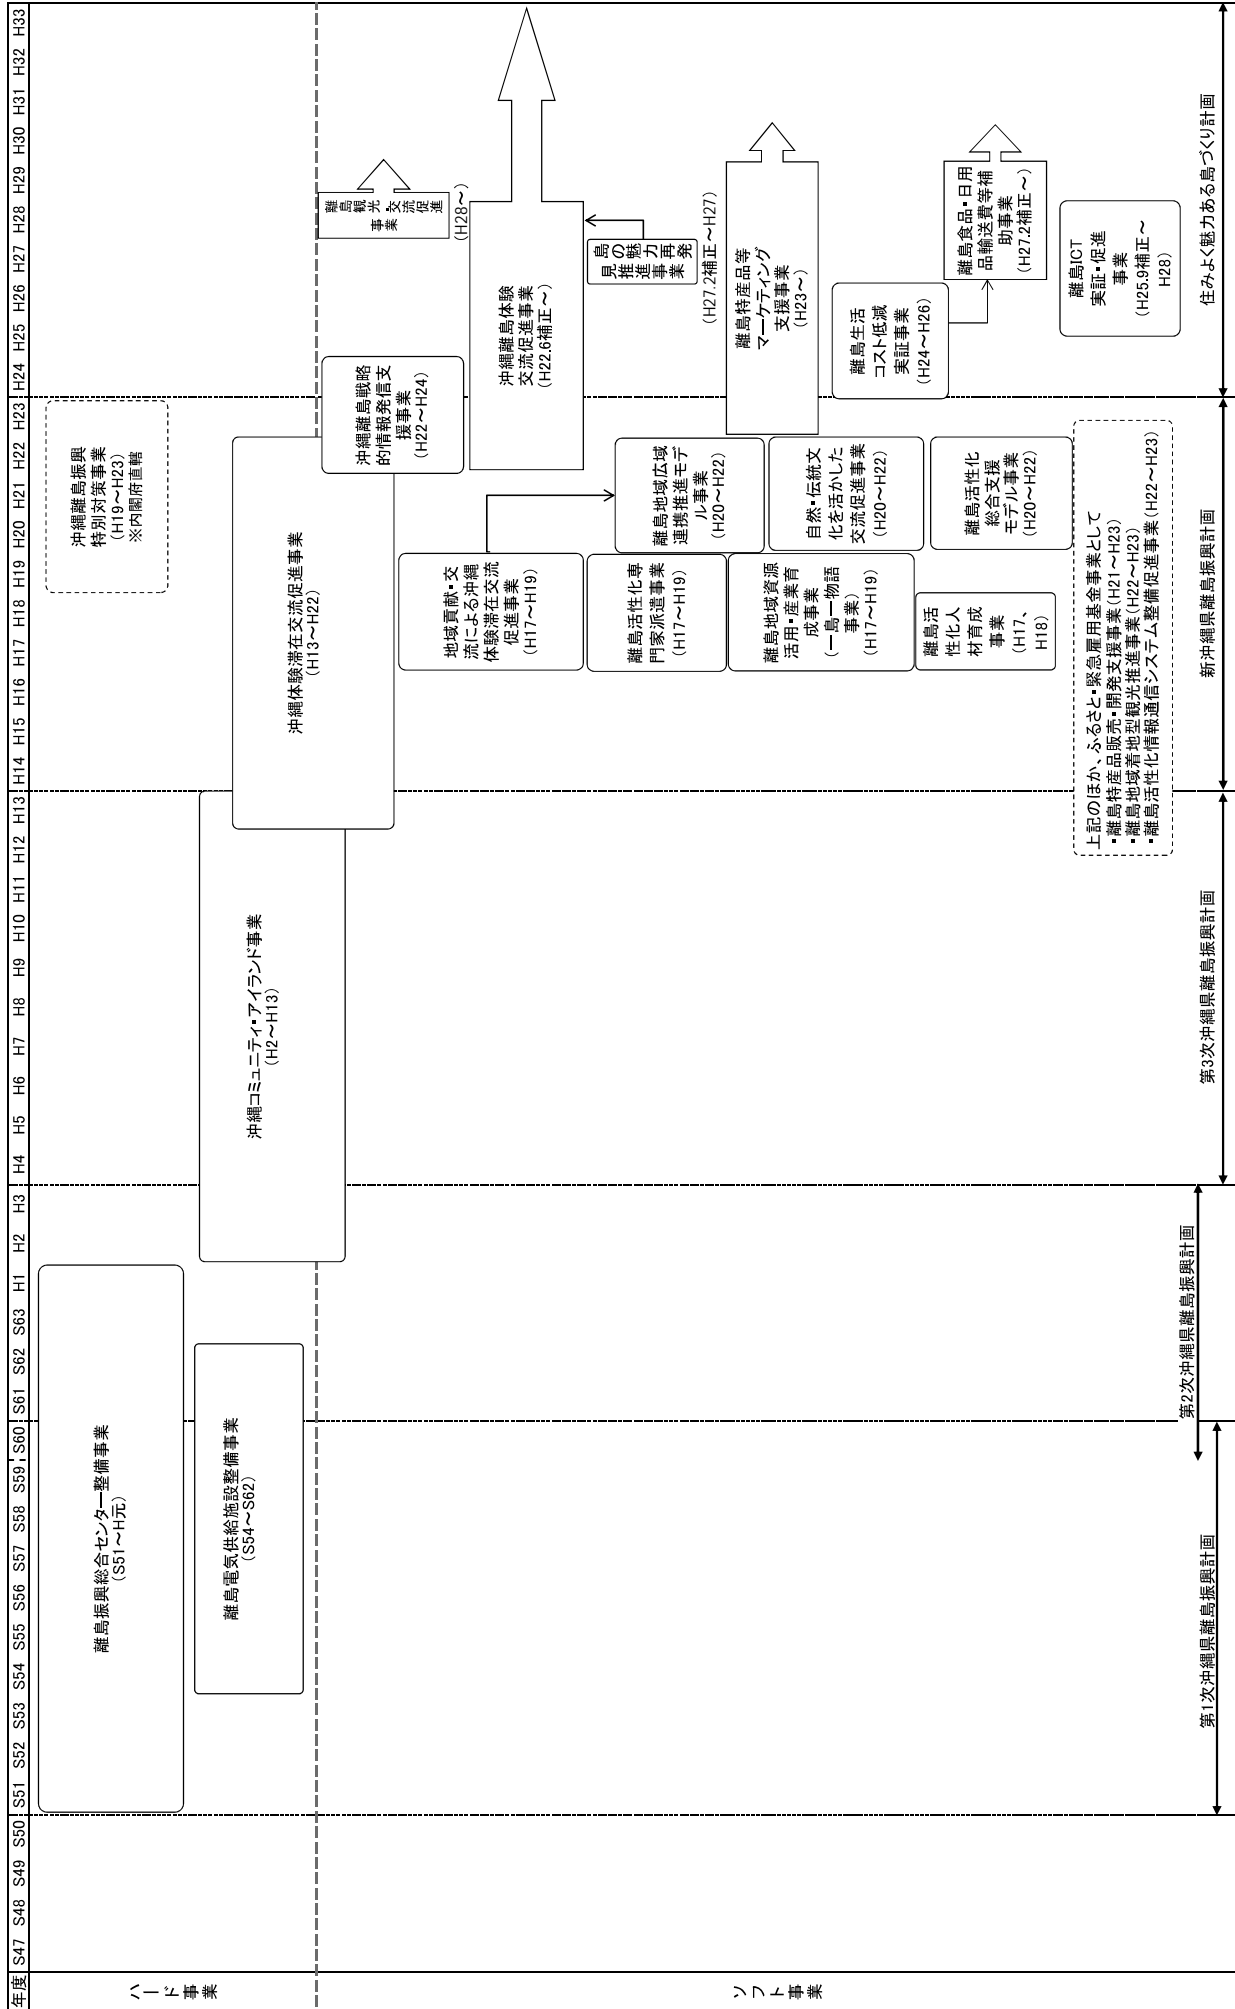 年度 S47 S48 S49 S50 S51 S52 S53 S54 S55 S56 S57 S58 S59 S60 S61 S62 S63 H1 H2 H3 H4 H5 H6 H7 H8 H9 H10 H11 H12 H13 H14 H15 H16 H17 H18 H19 H20 H21 H22 H23 H24 H25 H26 H27 H28 H29 H30 H31 H32 H33
ハード事業
離島振興総合センター整備事業
(S51～H元)
離島電気供給施設整備事業
(S54～S62)
沖縄コミュニティ・アイランド事業
(H2～H13)
沖縄体験滞在交流促進事業
(H13～H22)
沖縄離島振興
特別対策事業
(H19～H23)
※内閣府直轄
ソフト事業
沖縄離島戦略
的情報発信支
援事業
(H22～H24)
離島
観光・交流促進
事業
(H28～)
地域貢献・交
流による沖縄
体験滞在交流
促進事業
(H17～H19)
沖縄離島体験
交流促進事業
(H22.6補正～)
離島活性化専
門家派遣事業
(H17～H19)
離島地域広域
連携推進モデ
ル事業
(H20～H22)
島の魅力再発
見推進事業
(H27.2補正～H27)
離島地域資源
活用・産業育
成事業
(一島一物語
事業)
(H17～H19)
自然・伝統文
化を活かした
交流促進事業
(H20～H22)
離島特産品等
マーケティング
支援事業
(H23～)
離島生活
コスト低減
実証事業
(H24～H26)
離島活
性化人
材育成
事業
(H17、
H18)
離島活性化
総合支援
モデル事業
(H20～H22)
離島食品・日用
品輸送費等補
助事業
(H27.2補正～)
離島ICT
実証・促進
事業
(H25.9補正～
H28)
上記のほか、ふるさと・緊急雇用基金事業として
・離島特産品販売・開発支援事業(H21～H23)
・離島地域着地型観光推進事業(H22～H23)
・離島活性化情報通信システム整備促進事業(H22～H23)
第1次沖縄県離島振興計画
第2次沖縄県離島振興計画
第3次沖縄県離島振興計画
新沖縄県離島振興計画
住みよく魅力ある島づくり計画